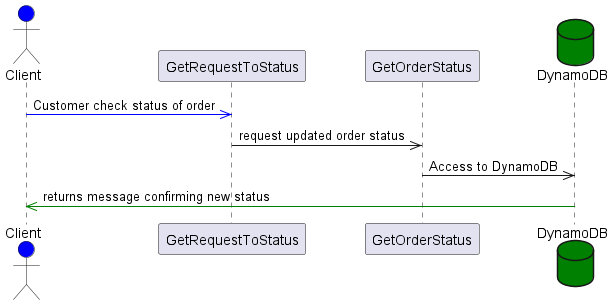 Client
GetRequestToStatus
GetOrderStatus
DynamoDB
Customer check status of order
request updated order status
Access to DynamoDB
returns message confirming new status
Client
GetRequestToStatus
GetOrderStatus
DynamoDB